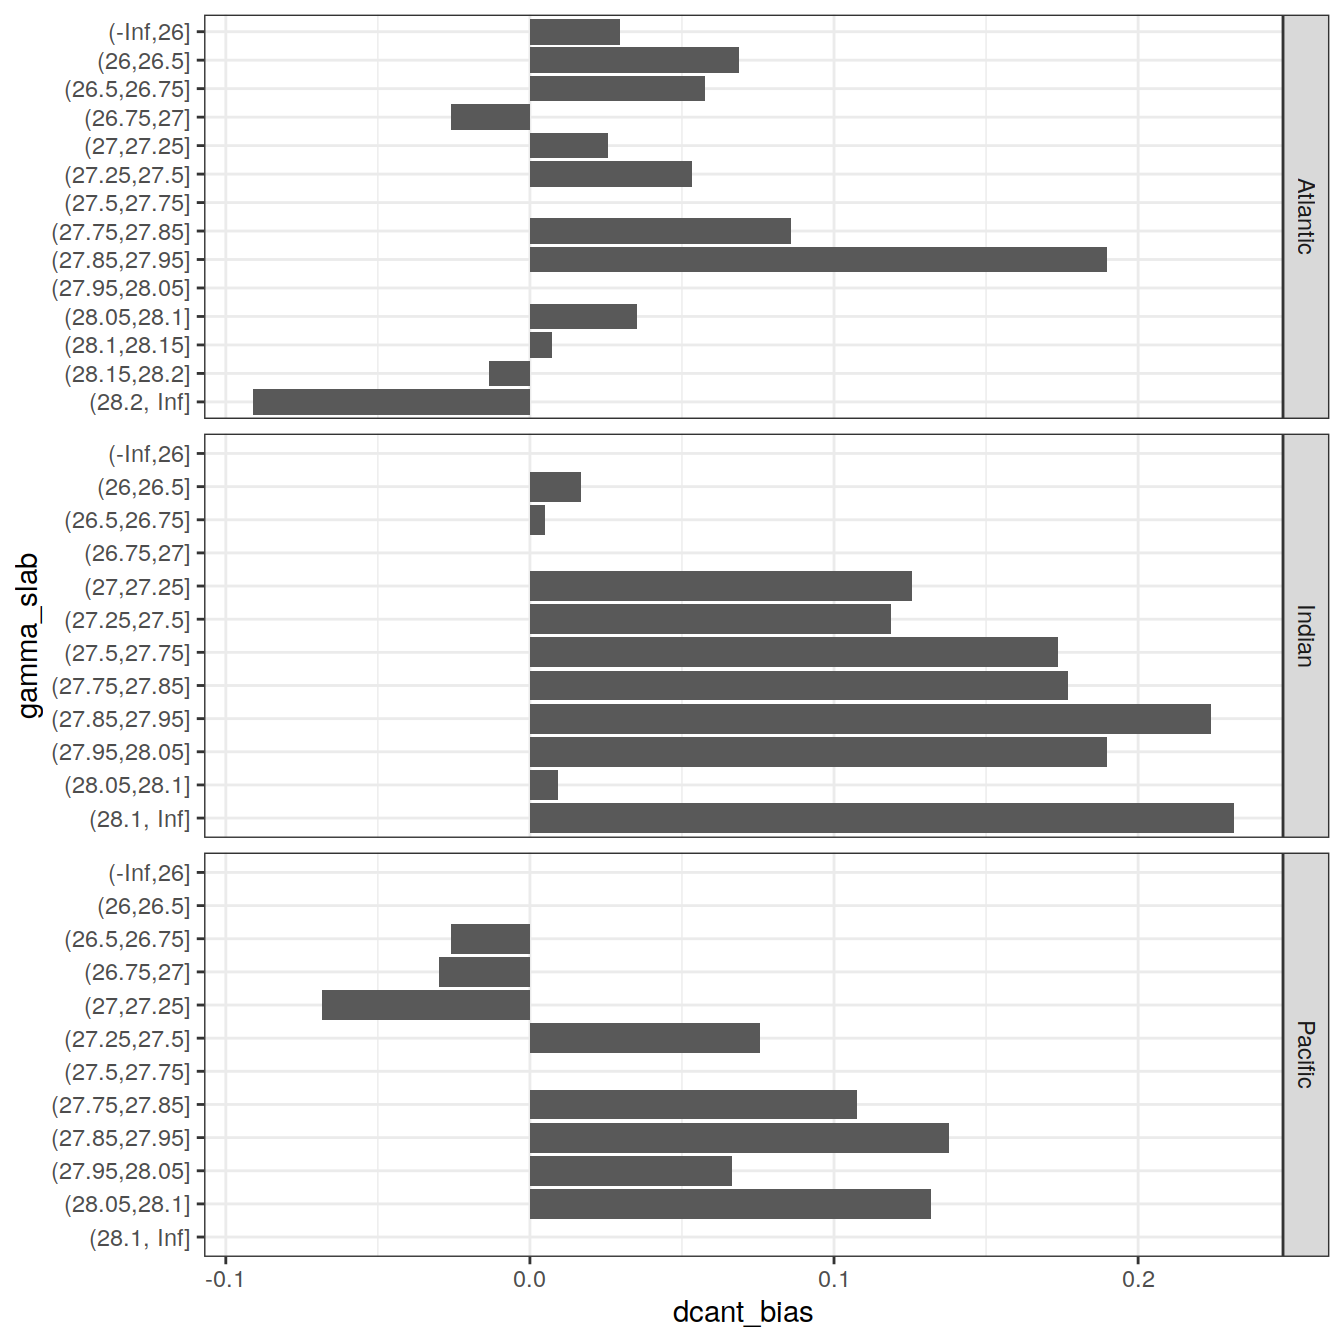 (-Inf,26]
(26,26.5]
(26.5,26.75]
(26.75,27]
(27,27.25]
(27.25,27.5]
(27.5,27.75]
(27.75,27.85]
(27.85,27.95]
(27.95,28.05]
(28.05,28.1]
(28.1,28.15]
(28.15,28.2]
(28.2, Inf]
Atlantic
(-Inf,26]
(26,26.5]
(26.5,26.75]
(26.75,27]
(27,27.25]
(27.25,27.5]
(27.5,27.75]
(27.75,27.85]
(27.85,27.95]
(27.95,28.05]
(28.05,28.1]
(28.1, Inf]
Indian
gamma_slab
(-Inf,26]
(26,26.5]
(26.5,26.75]
(26.75,27]
(27,27.25]
(27.25,27.5]
(27.5,27.75]
(27.75,27.85]
(27.85,27.95]
(27.95,28.05]
(28.05,28.1]
(28.1, Inf]
Pacific
-0.1 0.0 0.1 0.2
dcant_bias